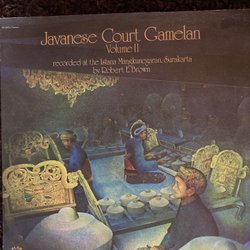 Javanese Court Gamelan
Volume II
recorded at the Istana Mangkunegaran, Surakarta
by Robert E. Brown